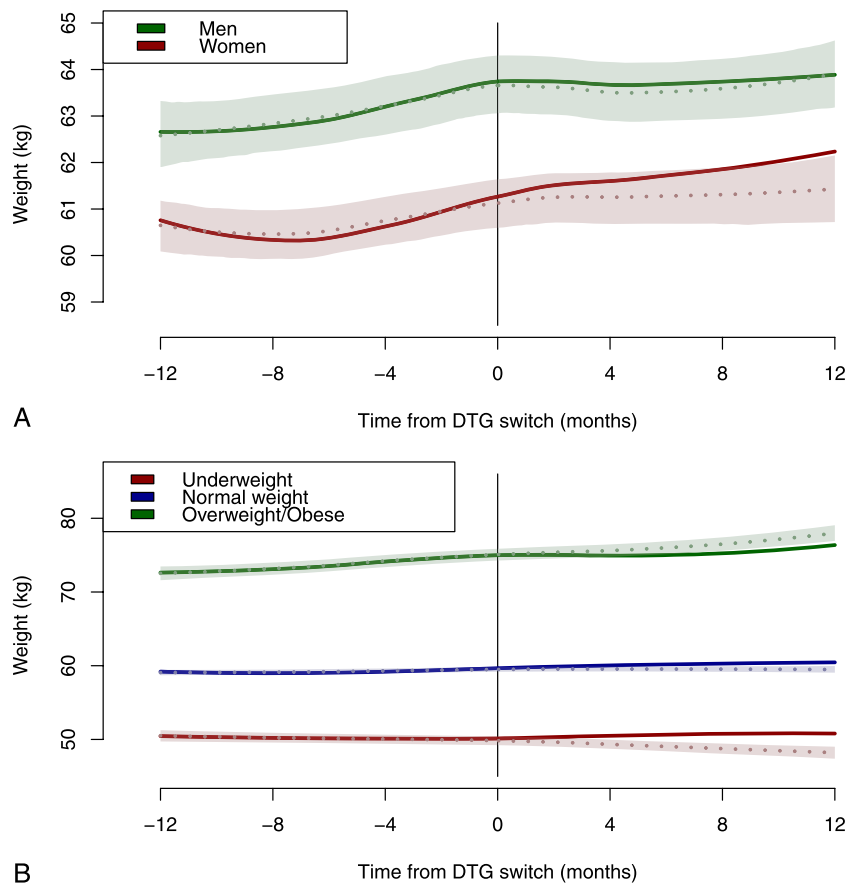 Men
Women
Weight (kg)
65
64
63
62
61
60
59
−12 −8 −4 0 4 8 12
Time from DTG switch (months)
A
Underweight
Normal weight
Overweight/Obese
Weight (kg)
80
70
60
50
−12 −8 −4 0 4 8 12
Time from DTG switch (months)
B